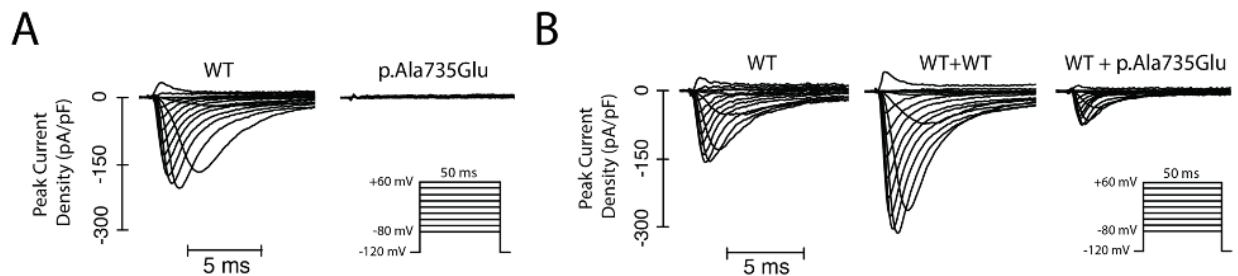 A
WT
p.Ala735Glu
Peak Current
Density (pA/pF)
0
-150
-300
5 ms
50 ms
+60 mV
-80 mV
-120 mV
B
WT
WT+WT
WT + p.Ala735Glu
Peak Current
Density (pA/pF)
0
-150
-300
5 ms
50 ms
+60 mV
-80 mV
-120 mV